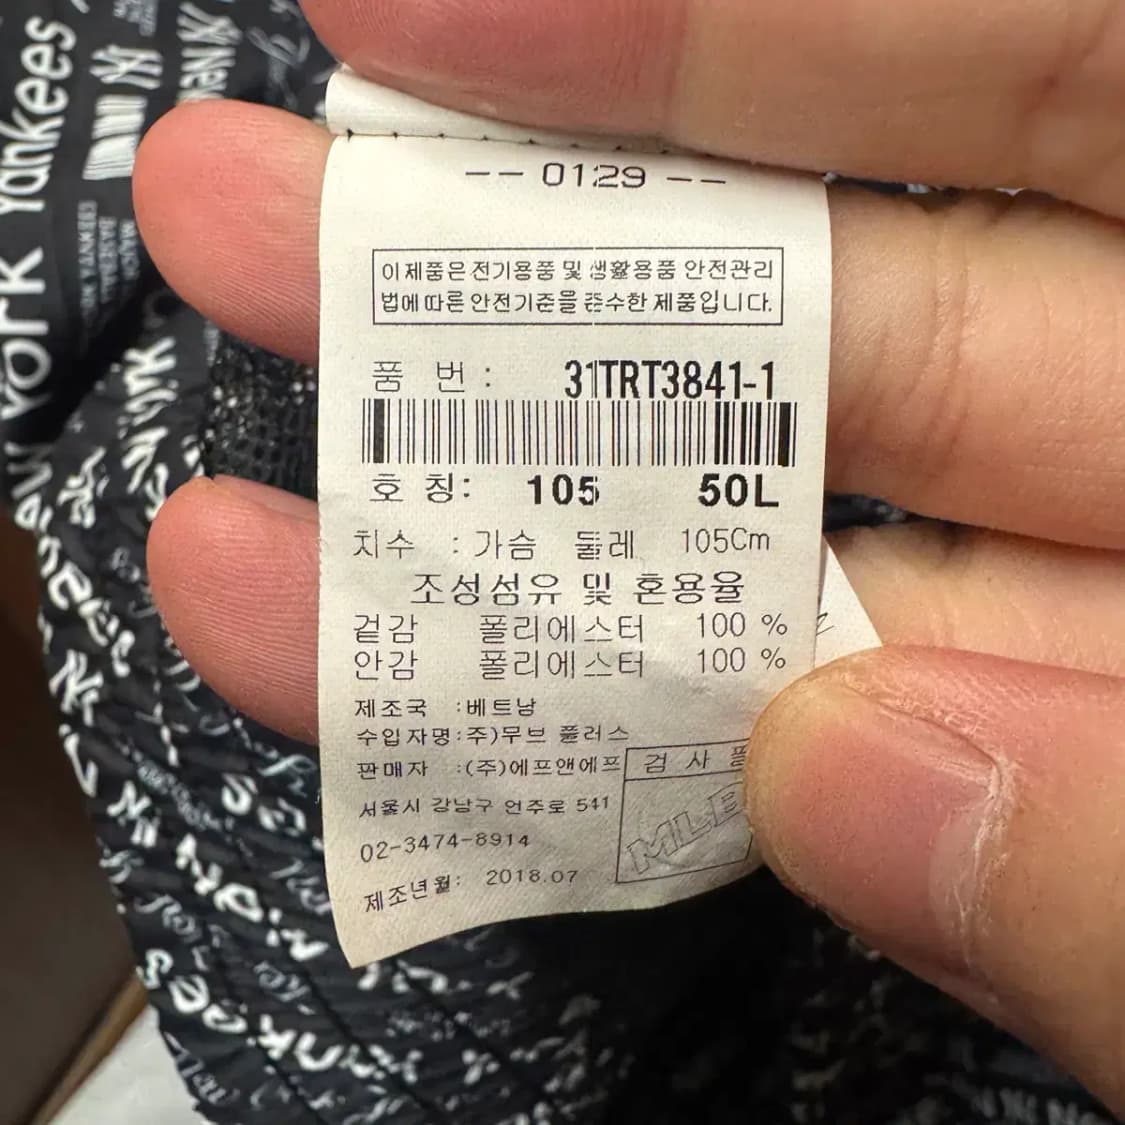 -- 0129 --
이 제품은 전기용품 및 생활용품 안전관리
법에 따른 안전기준을 준수한 제품입니다.
품 번 : 31TRT3841-1
호 칭: 105 50L
치수 : 가슴 둘레 105Cm
조성섬유 및 혼용율
겉감 폴리에스터 100 %
안감 폴리에스터 100 %
제조국 :베트남
수입자명:주)무브 플러스
판매자 :(주)에프앤에프
검 사 필
서울시 강남구 언주로 541
MLB
02-3474-8914
제조년월: 2018.07
York Yankees